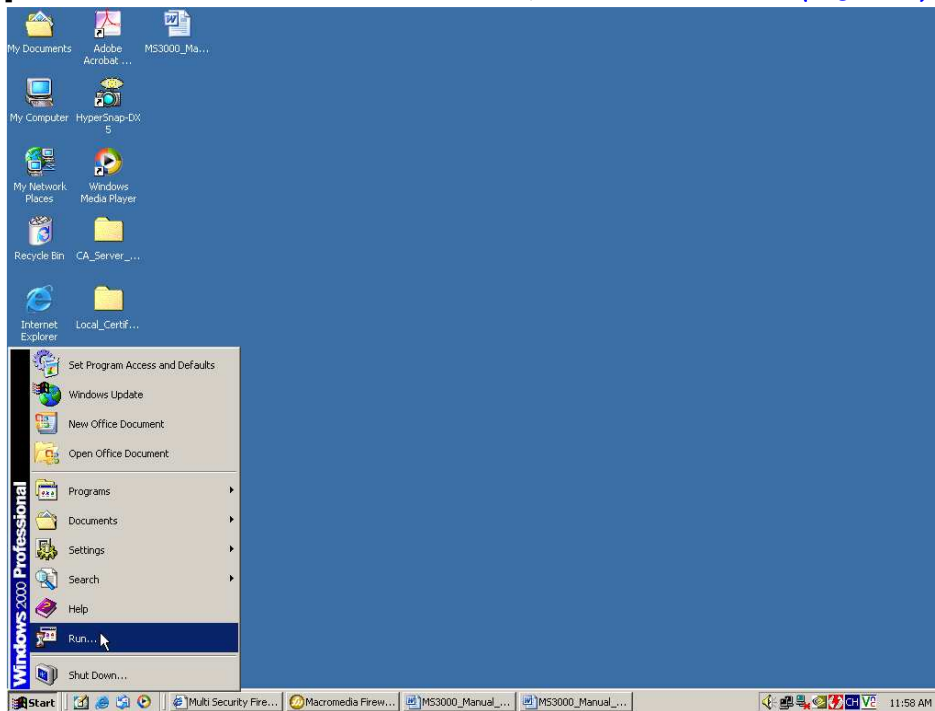 My Documents
Adobe Acrobat ...
MS3000_Ma...
My Computer
HyperSnap-DX 5
My Network Places
Windows Media Player
Recycle Bin
CA_Server_...
Internet Explorer
Local_Certif...
Windows 2000 Professional
Set Program Access and Defaults
Windows Update
New Office Document
Open Office Document
Programs
Documents
Settings
Search
Help
Run...
Shut Down...
Start
Multi Security Fire...
Macromedia Firew...
MS3000_Manual_...
MS3000_Manual_...
CH
11:58 AM